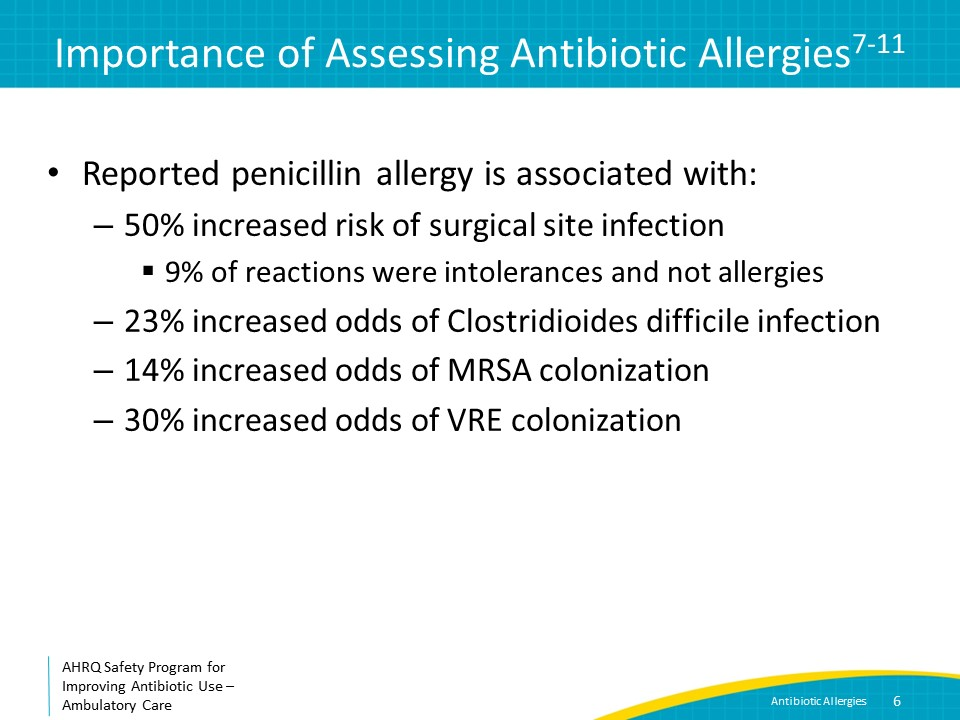 Importance of Assessing Antibiotic Allergies7-11
• Reported penicillin allergy is associated with:
– 50% increased risk of surgical site infection
▪ 9% of reactions were intolerances and not allergies
– 23% increased odds of Clostridioides difficile infection
– 14% increased odds of MRSA colonization
– 30% increased odds of VRE colonization
AHRQ Safety Program for
Improving Antibiotic Use –
Ambulatory Care
Antibiotic Allergies 6